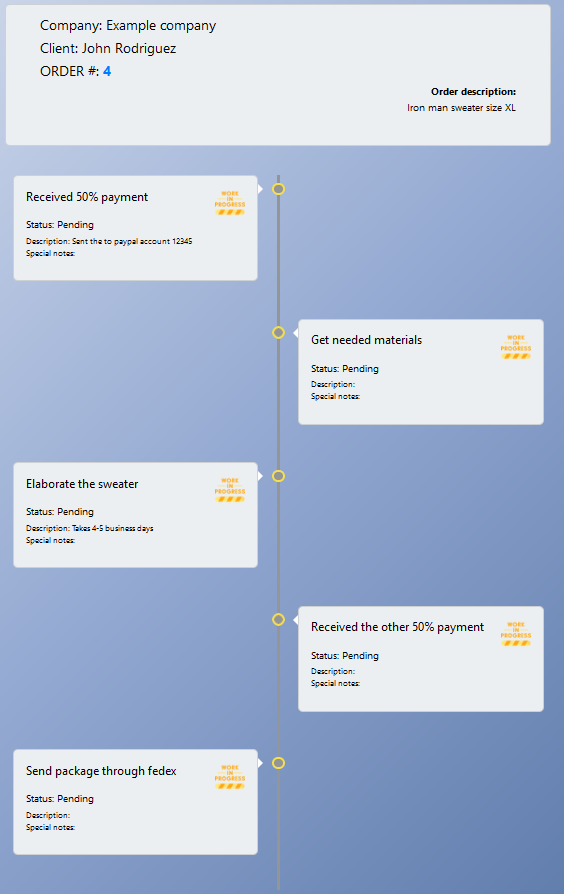 Company: Example company
Client: John Rodriguez
ORDER #: 4
Order description:
Iron man sweater size XL
Received 50% payment
WORK
IN
PROGRESS
Status: Pending
Description: Sent the to paypal account 12345
Special notes:
Get needed materials
WORK
IN
PROGRESS
Status: Pending
Description:
Special notes:
Elaborate the sweater
WORK
IN
PROGRESS
Status: Pending
Description: Takes 4-5 business days
Special notes:
Received the other 50% payment
WORK
IN
PROGRESS
Status: Pending
Description:
Special notes:
Send package through fedex
WORK
IN
PROGRESS
Status: Pending
Description:
Special notes: